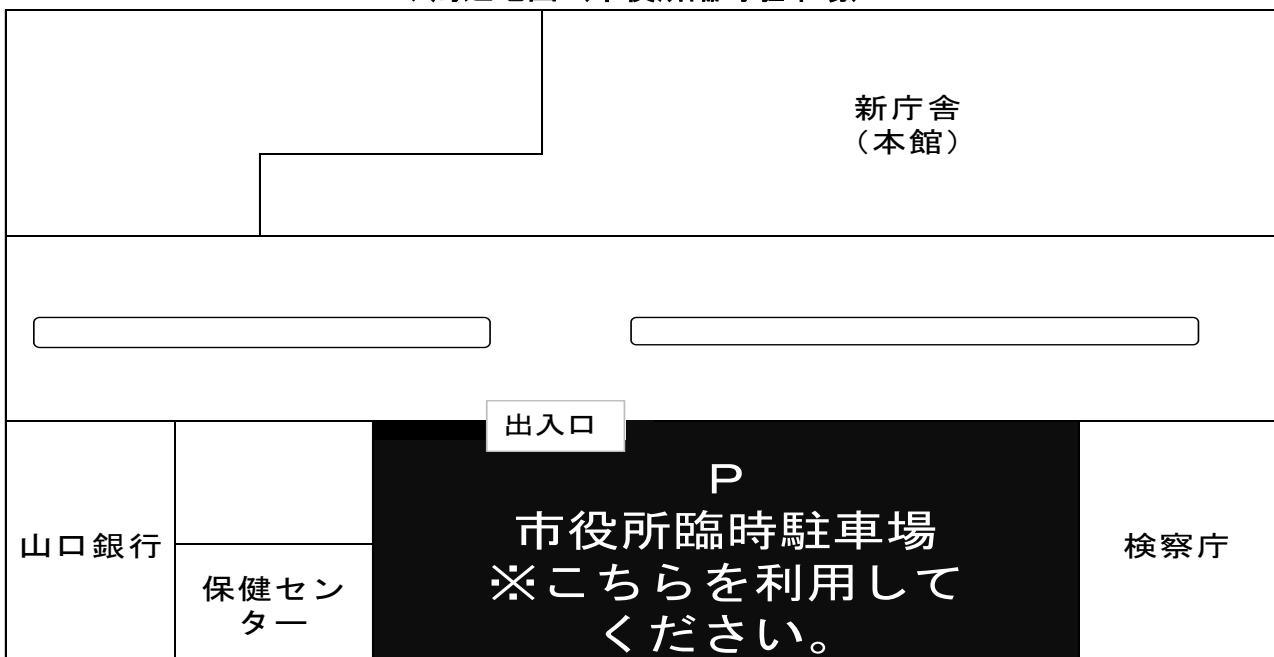 新庁舎
（本館）
出入口
P
市役所臨時駐車場
※こちらを利用して
ください。
山口銀行
保健セン
ター
検察庁